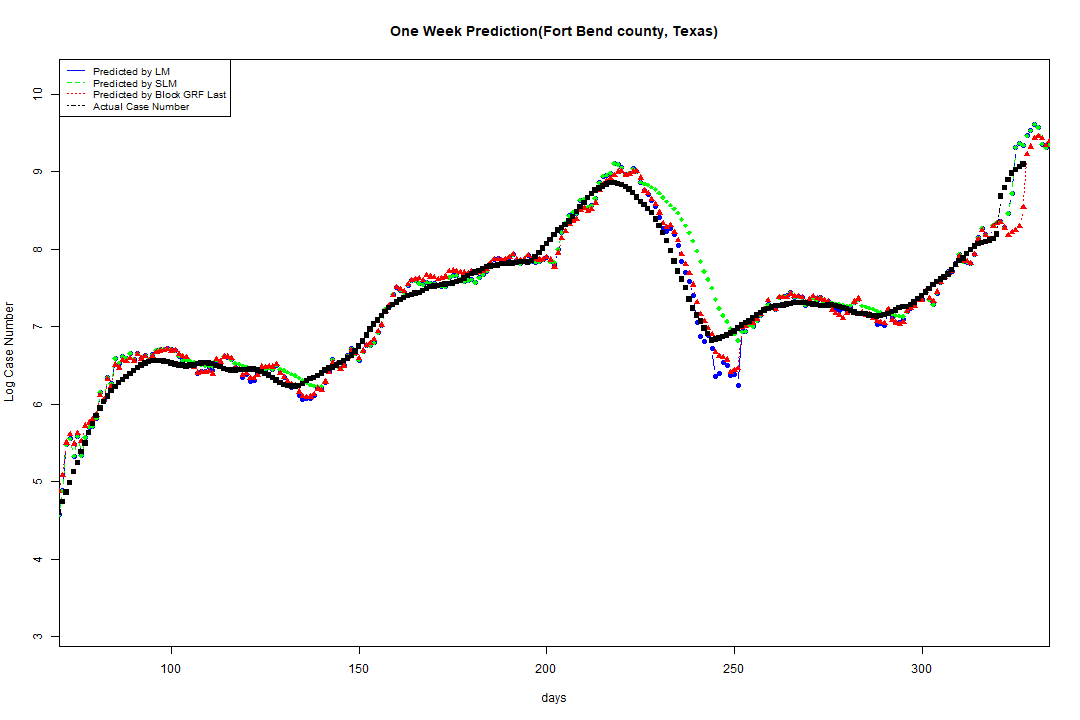 One Week Prediction(Fort Bend county, Texas)
Predicted by LM
Predicted by SLM
Predicted by Block GRF Last
Actual Case Number
Log Case Number
10
9
8
7
6
5
4
3
100 150 200 250 300
days